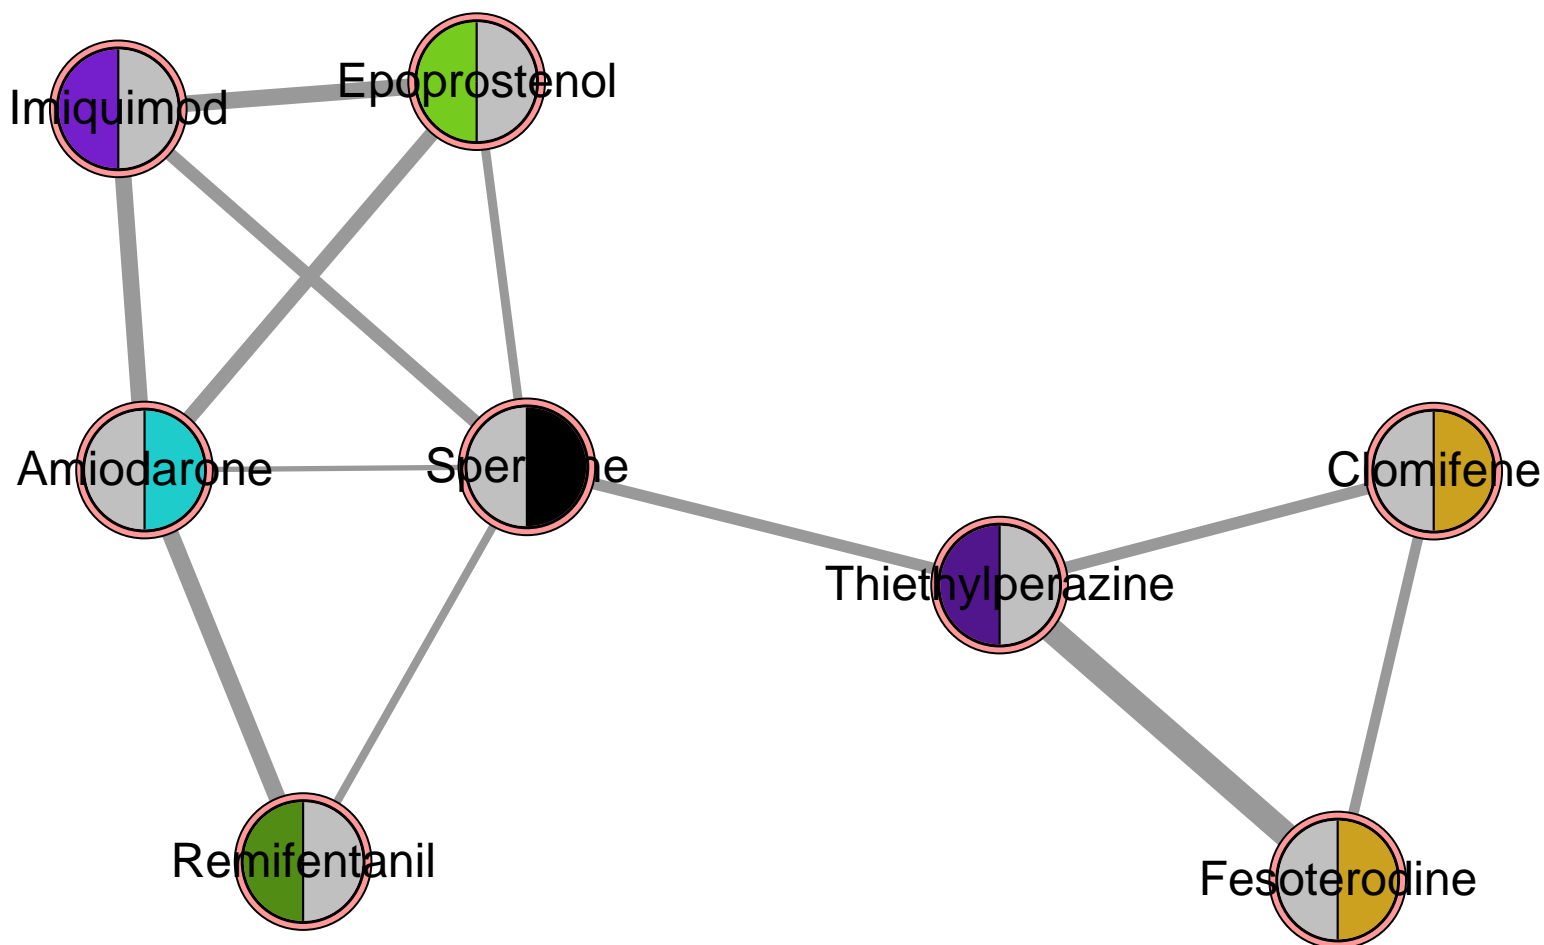 Epoprostenol
Imiquimod
Amiodarone
Clomifene
Thiethylperazine
Remifentanil
Fesoterodine